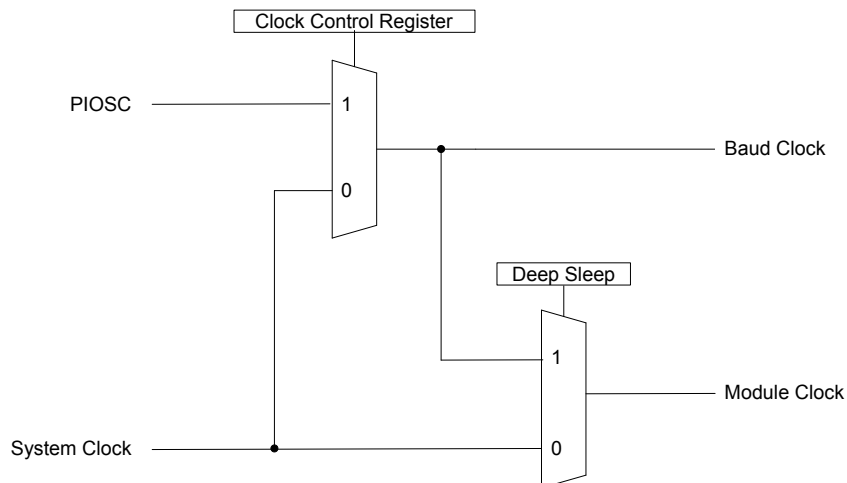 Clock Control Register
PIOSC
1
Baud Clock
0
Deep Sleep
1
Module Clock
System Clock
0